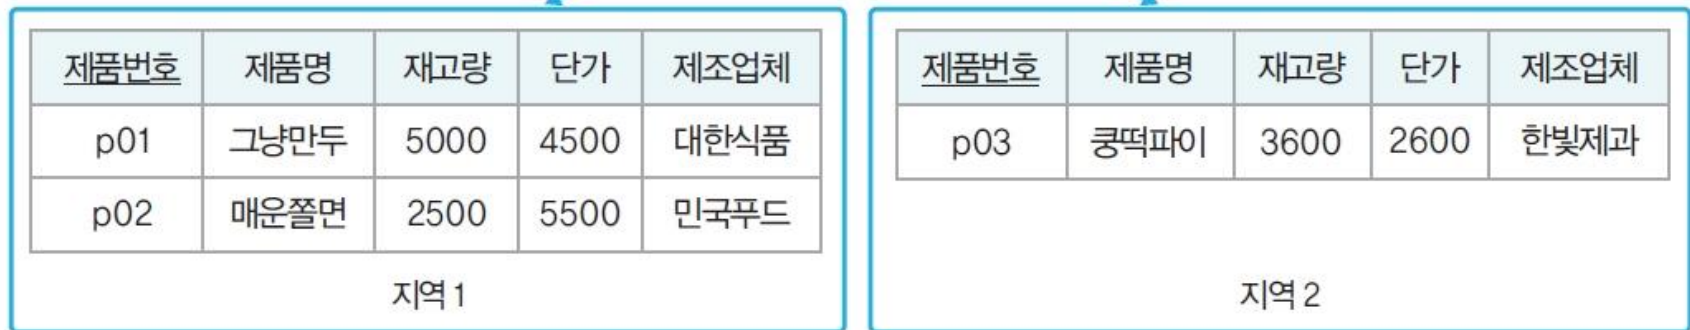 제품번호 제품명 재고량 단가 제조업체
p01 그냥만두 5000 4500 대한식품
p02 매운쫄면 2500 5500 민국푸드
지역 1
제품번호 제품명 재고량 단가 제조업체
p03 쿵떡파이 3600 2600 한빛제과
지역 2